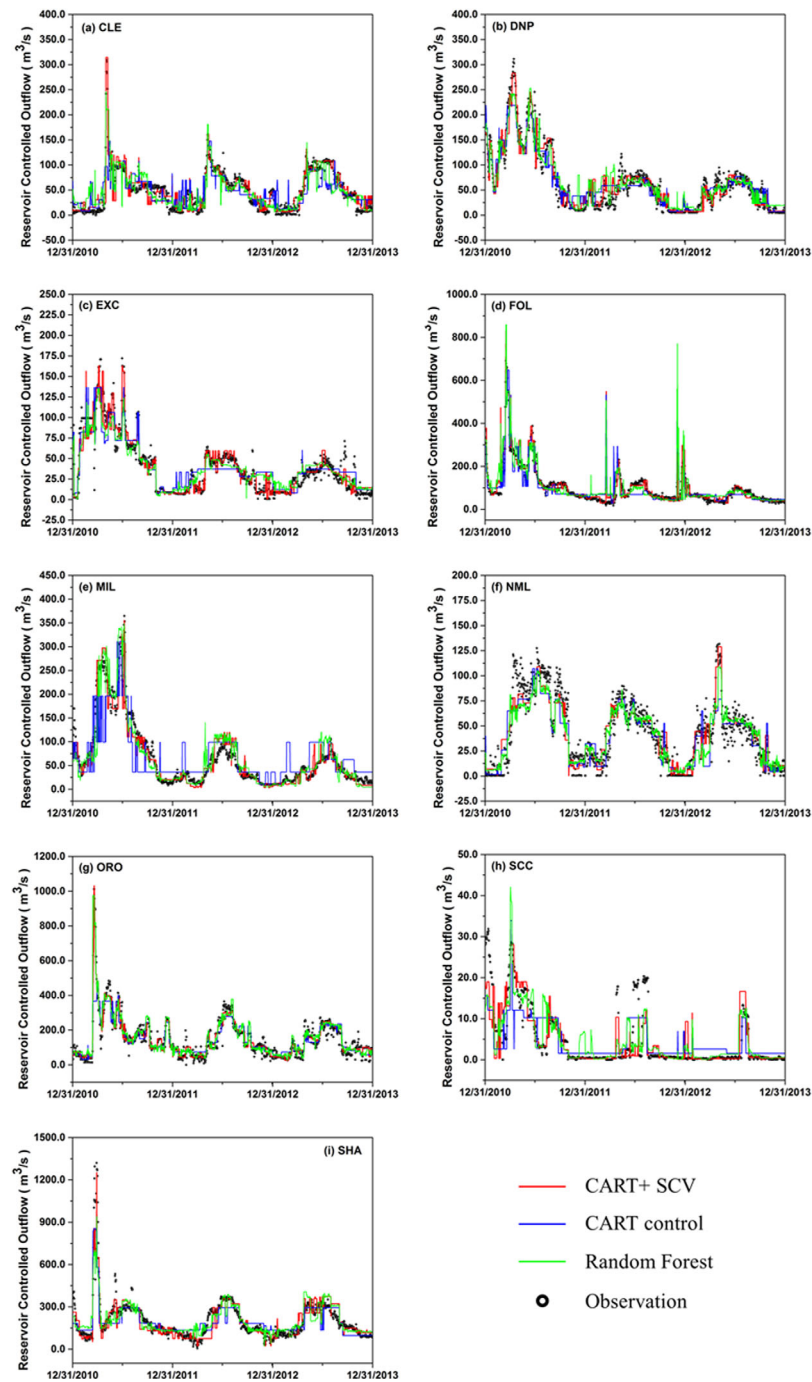 (a) CLE
Reservoir Controlled Outflow ( m³/s )
400.0
350.0
300.0
250.0
200.0
150.0
100.0
50.0
0.0
-50.0
12/31/2010 12/31/2011 12/31/2012 12/31/2013
(b) DNP
Reservoir Controlled Outflow ( m³/s )
400.0
350.0
300.0
250.0
200.0
150.0
100.0
50.0
0.0
-50.0
12/31/2010 12/31/2011 12/31/2012 12/31/2013
(c) EXC
Reservoir Controlled Outflow ( m³/s )
250.0
225.0
200.0
175.0
150.0
125.0
100.0
75.0
50.0
25.0
0.0
-25.0
12/31/2010 12/31/2011 12/31/2012 12/31/2013
(d) FOL
Reservoir Controlled Outflow ( m³/s )
1000.0
800.0
600.0
400.0
200.0
0.0
12/31/2010 12/31/2011 12/31/2012 12/31/2013
(e) MIL
Reservoir Controlled Outflow ( m³/s )
450.0
400.0
350.0
300.0
250.0
200.0
150.0
100.0
50.0
0.0
12/31/2010 12/31/2011 12/31/2012 12/31/2013
(f) NML
Reservoir Controlled Outflow ( m³/s )
200.0
175.0
150.0
125.0
100.0
75.0
50.0
25.0
0.0
-25.0
12/31/2010 12/31/2011 12/31/2012 12/31/2013
(g) ORO
Reservoir Controlled Outflow ( m³/s )
1200.0
1000.0
800.0
600.0
400.0
200.0
0.0
12/31/2010 12/31/2011 12/31/2012 12/31/2013
(h) SCC
Reservoir Controlled Outflow ( m³/s )
50.0
40.0
30.0
20.0
10.0
0.0
12/31/2010 12/31/2011 12/31/2012 12/31/2013
(i) SHA
Reservoir Controlled Outflow ( m³/s )
1500.0
1200.0
900.0
600.0
300.0
0.0
12/31/2010 12/31/2011 12/31/2012 12/31/2013
CART+ SCV
CART control
Random Forest
Observation